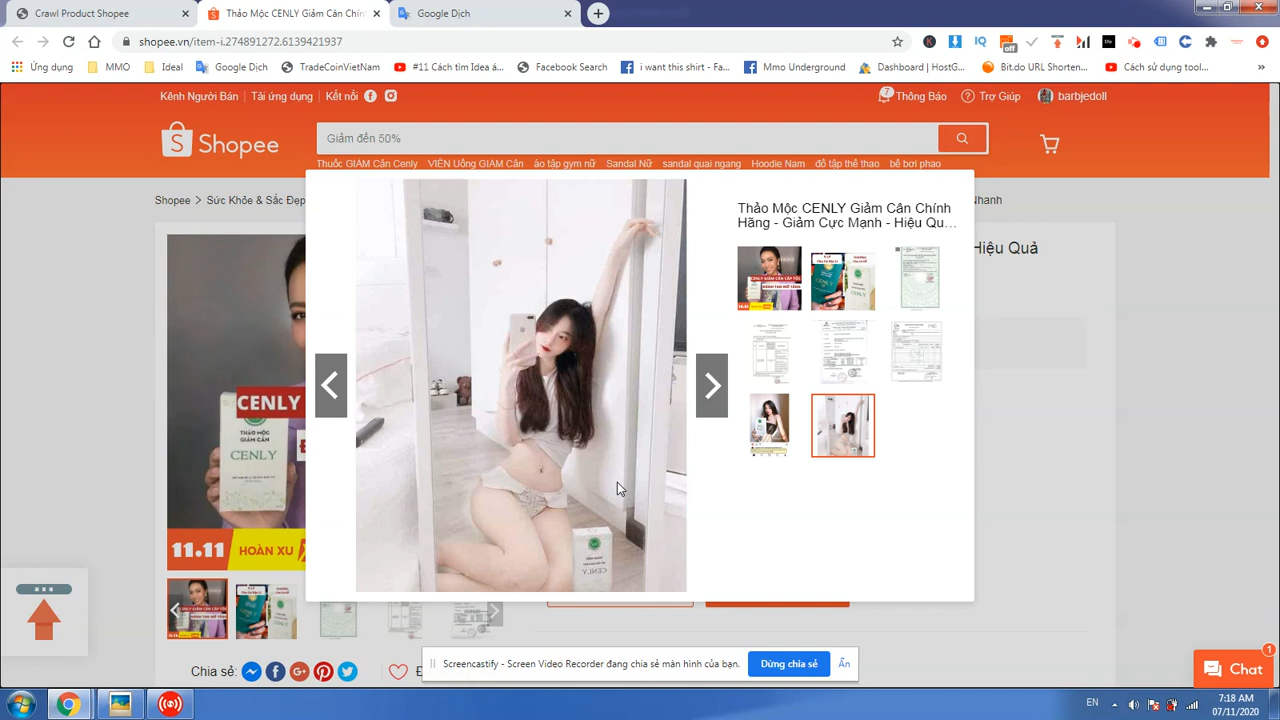 Crawl Product Shopee
Thảo Mộc CENLY Giảm Cân Chính
Google Dịch
shopee.vn/item-i.274891272.6139421937
off
Ứng dụng
MMO
Ideal
Google Dịch
TradeCoinVietNam
#11 Cách tìm Idea á...
Facebook Search
i want this shirt - Fa...
Mmo Underground
Dashboard | HostG...
Bit.do URL Shorten...
Cách sử dụng tool...
Kênh Người Bán
Tải ứng dụng
Kết nối
7
Thông Báo
Trợ Giúp
barbjedoll
Shopee
Giảm đến 50%
Thuốc GIẢM Cân Cenly
VIÊN Uống GIẢM Cân
áo tập gym nữ
Sandal Nữ
sandal quai ngang
Hoodie Nam
đồ tập thể thao
bể bơi phao
Shopee > Sức Khỏe & Sắc Đẹp
Nhanh
Thảo Mộc CENLY Giảm Cân Chính
Hãng - Giảm Cực Mạnh - Hiệu Qu...
Hiệu Quả
CENLY
THẢO MỘC
GIẢM CÂN
CENLY
CENLY
11.11
HOÀN XU
Chia sẻ:
Screencastify - Screen Video Recorder đang chia sẻ màn hình của bạn.
Dừng chia sẻ
Ẩn
1
Chat
EN
7:18 AM
07/11/2020